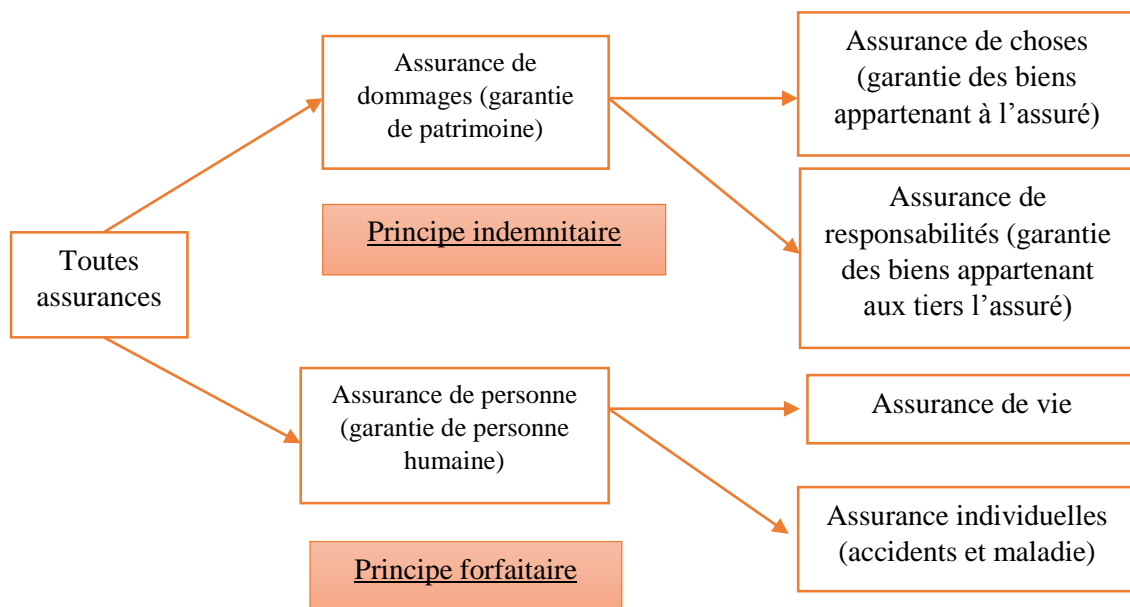 Toutes
assurances
Assurance de
dommages (garantie
de patrimoine)
Principe indemnitaire
Assurance de choses
(garantie des biens
appartenant à l’assuré)
Assurance de
responsabilités (garantie
des biens appartenant
aux tiers l’assuré)
Assurance de personne
(garantie de personne
humaine)
Principe forfaitaire
Assurance de vie
Assurance individuelles
(accidents et maladie)